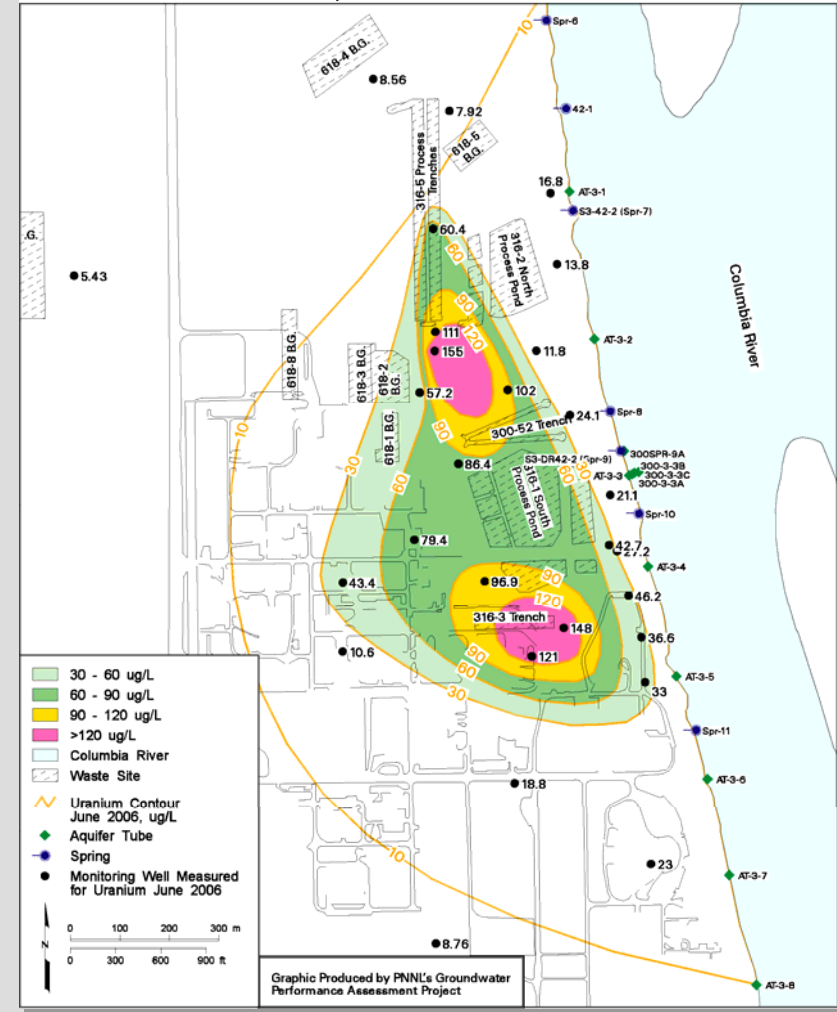 10
Spr-6
618-4 B.G.
8.56
42-1
7.92
618-5
B.G.
316-5 Process
Trenches
16.8
AT-3-1
S3-42-2 (Spr-7)
60.4
.G.
60
316-2 North
Process Pond
13.8
5.43
Columbia River
90
120
111
AT-3-2
155
11.8
618-8 B.G.
618-3 B.G.
618-2
B.G.
57.2
102
24.1
Spr-8
10
90
300-52 Trench
618-1 B.G.
30
300SPR-9A
86.4
S3-DR42-2 (Spr-9)
300-3-3B
60
30
60
AT-3-3
300-3-3C
300-3-3A
316-1 South
Process Pond
21.1
Spr-10
79.4
42.7
27.2
AT-3-4
43.4
96.9
90
120
46.2
316-3 Trench
148
36.6
10.6
90
121
60
30
33
AT-3-5
30 - 60 ug/L
60 - 90 ug/L
90 - 120 ug/L
>120 ug/L
Columbia River
Waste Site
Uranium Contour
June 2006, ug/L
Aquifer Tube
Spring
Monitoring Well Measured
for Uranium June 2006
Spr-11
18.8
AT-3-6
10
23
AT-3-7
N
0 100 200 300 m
0 300 600 900 ft
8.76
Graphic Produced by PNNL's Groundwater
Performance Assessment Project
AT-3-8